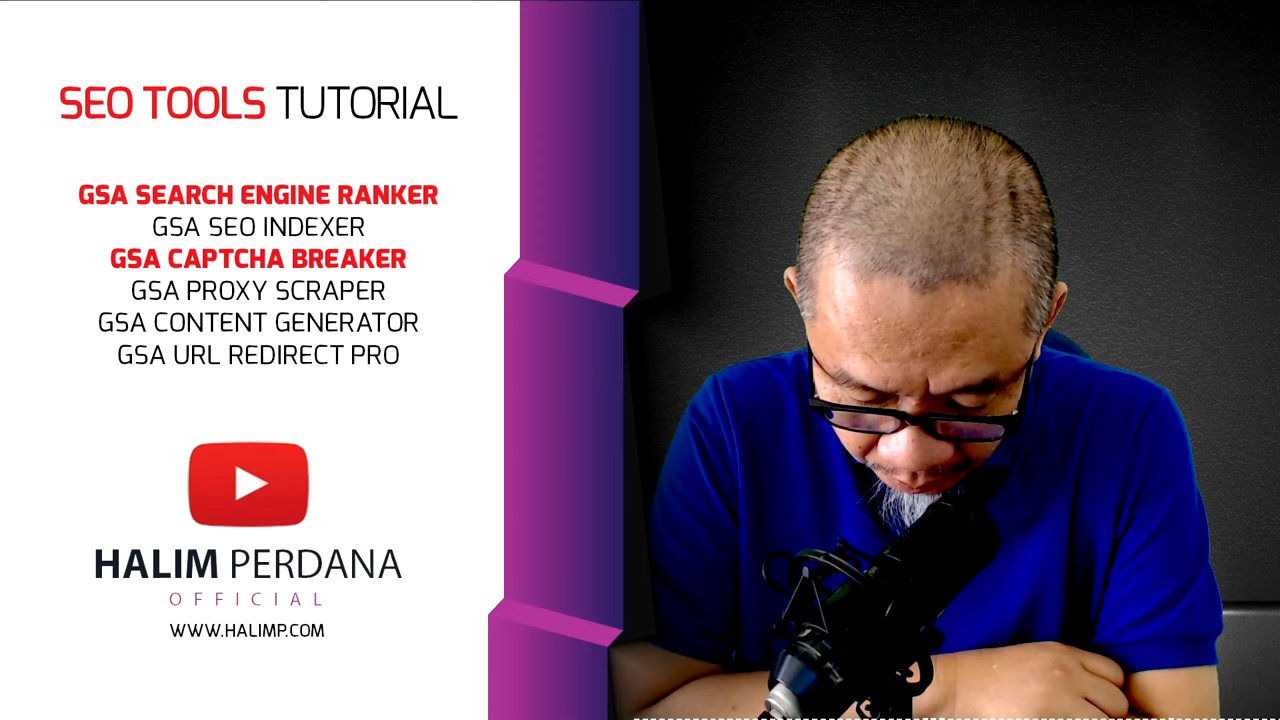 SEO TOOLS TUTORIAL
GSA SEARCH ENGINE RANKER
GSA SEO INDEXER
GSA CAPTCHA BREAKER
GSA PROXY SCRAPER
GSA CONTENT GENERATOR
GSA URL REDIRECT PRO
HALIM PERDANA
OFFICIAL
WWW.HALIMP.COM